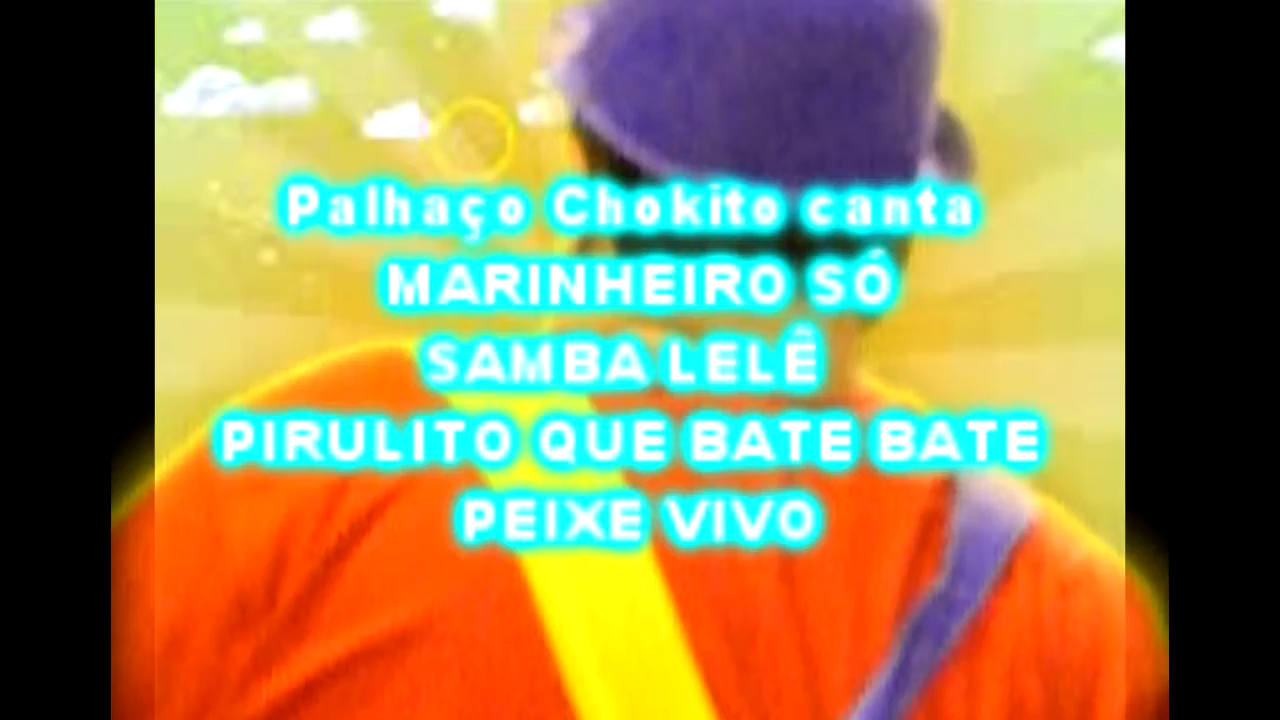 Palhaço Chokito canta
MARINHEIRO SÓ
SAMBA LELÊ
PIRULITO QUE BATE BATE
PEIXE VIVO